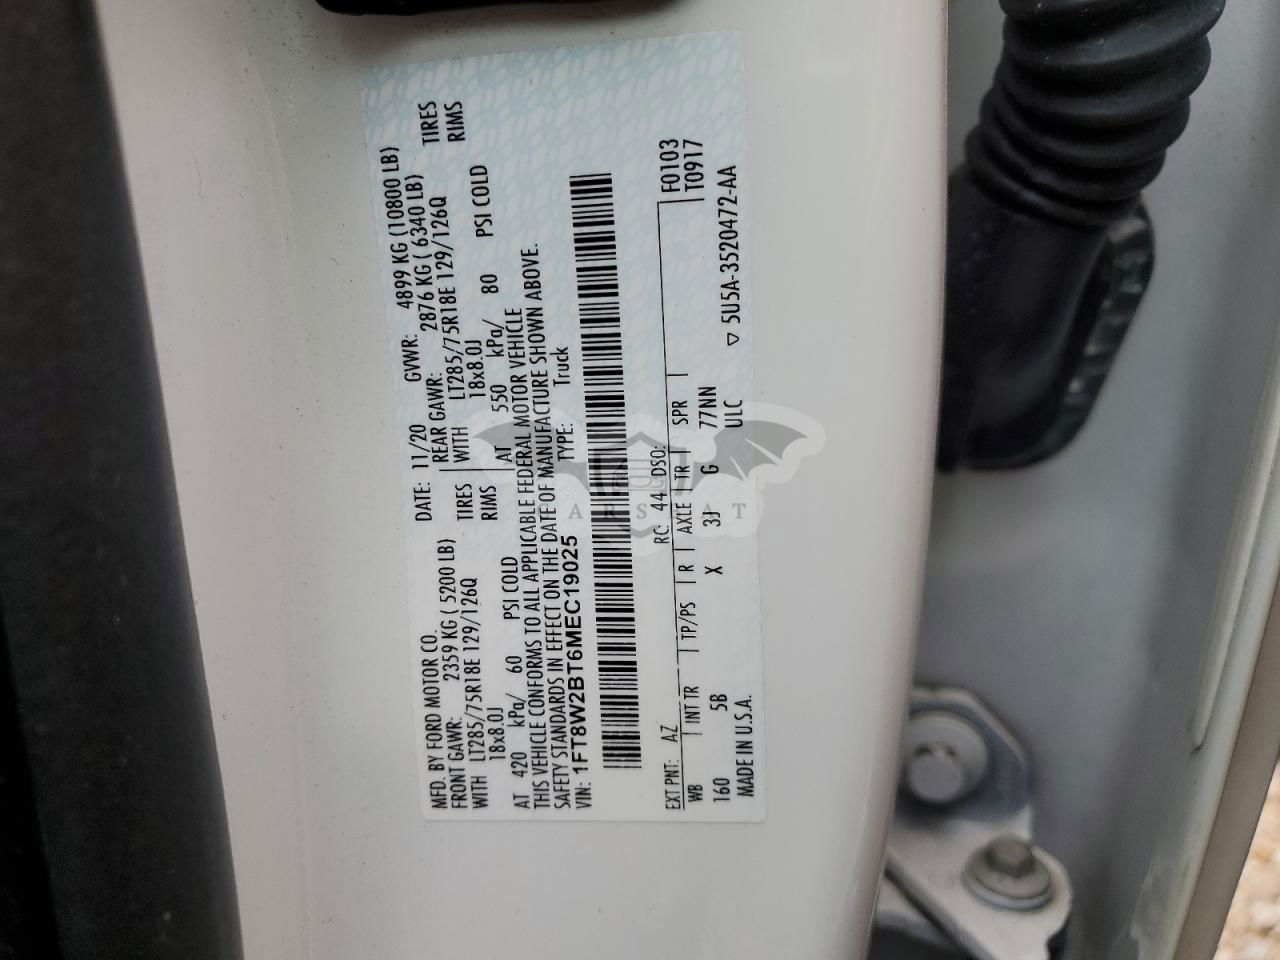 MFD. BY FORD MOTOR CO.
DATE: 11/20 GVWR: 4899 KG (10800 LB)
FRONT GAWR: 2359 KG ( 5200 LB)
REAR GAWR: 2876 KG ( 6340 LB)
WITH LT285/75R18E 129/126Q TIRES
WITH LT285/75R18E 129/126Q TIRES
18x8.0J RIMS
18x8.0J RIMS
AT 420 kPa/ 60 PSI COLD
AT 550 kPa/ 80 PSI COLD
THIS VEHICLE CONFORMS TO ALL APPLICABLE FEDERAL MOTOR VEHICLE
SAFETY STANDARDS IN EFFECT ON THE DATE OF MANUFACTURE SHOWN ABOVE.
VIN: 1FT8W2BT6MEC19025
TYPE: Truck
EXT PNT: AZ RC: 44 DSO: F0103
WB INT TR TP/PS R AXLE TR SPR T0917
160 5B X 3J G 77NN
MADE IN U.S.A. ULC ▽ 5U5A-3520472-AA